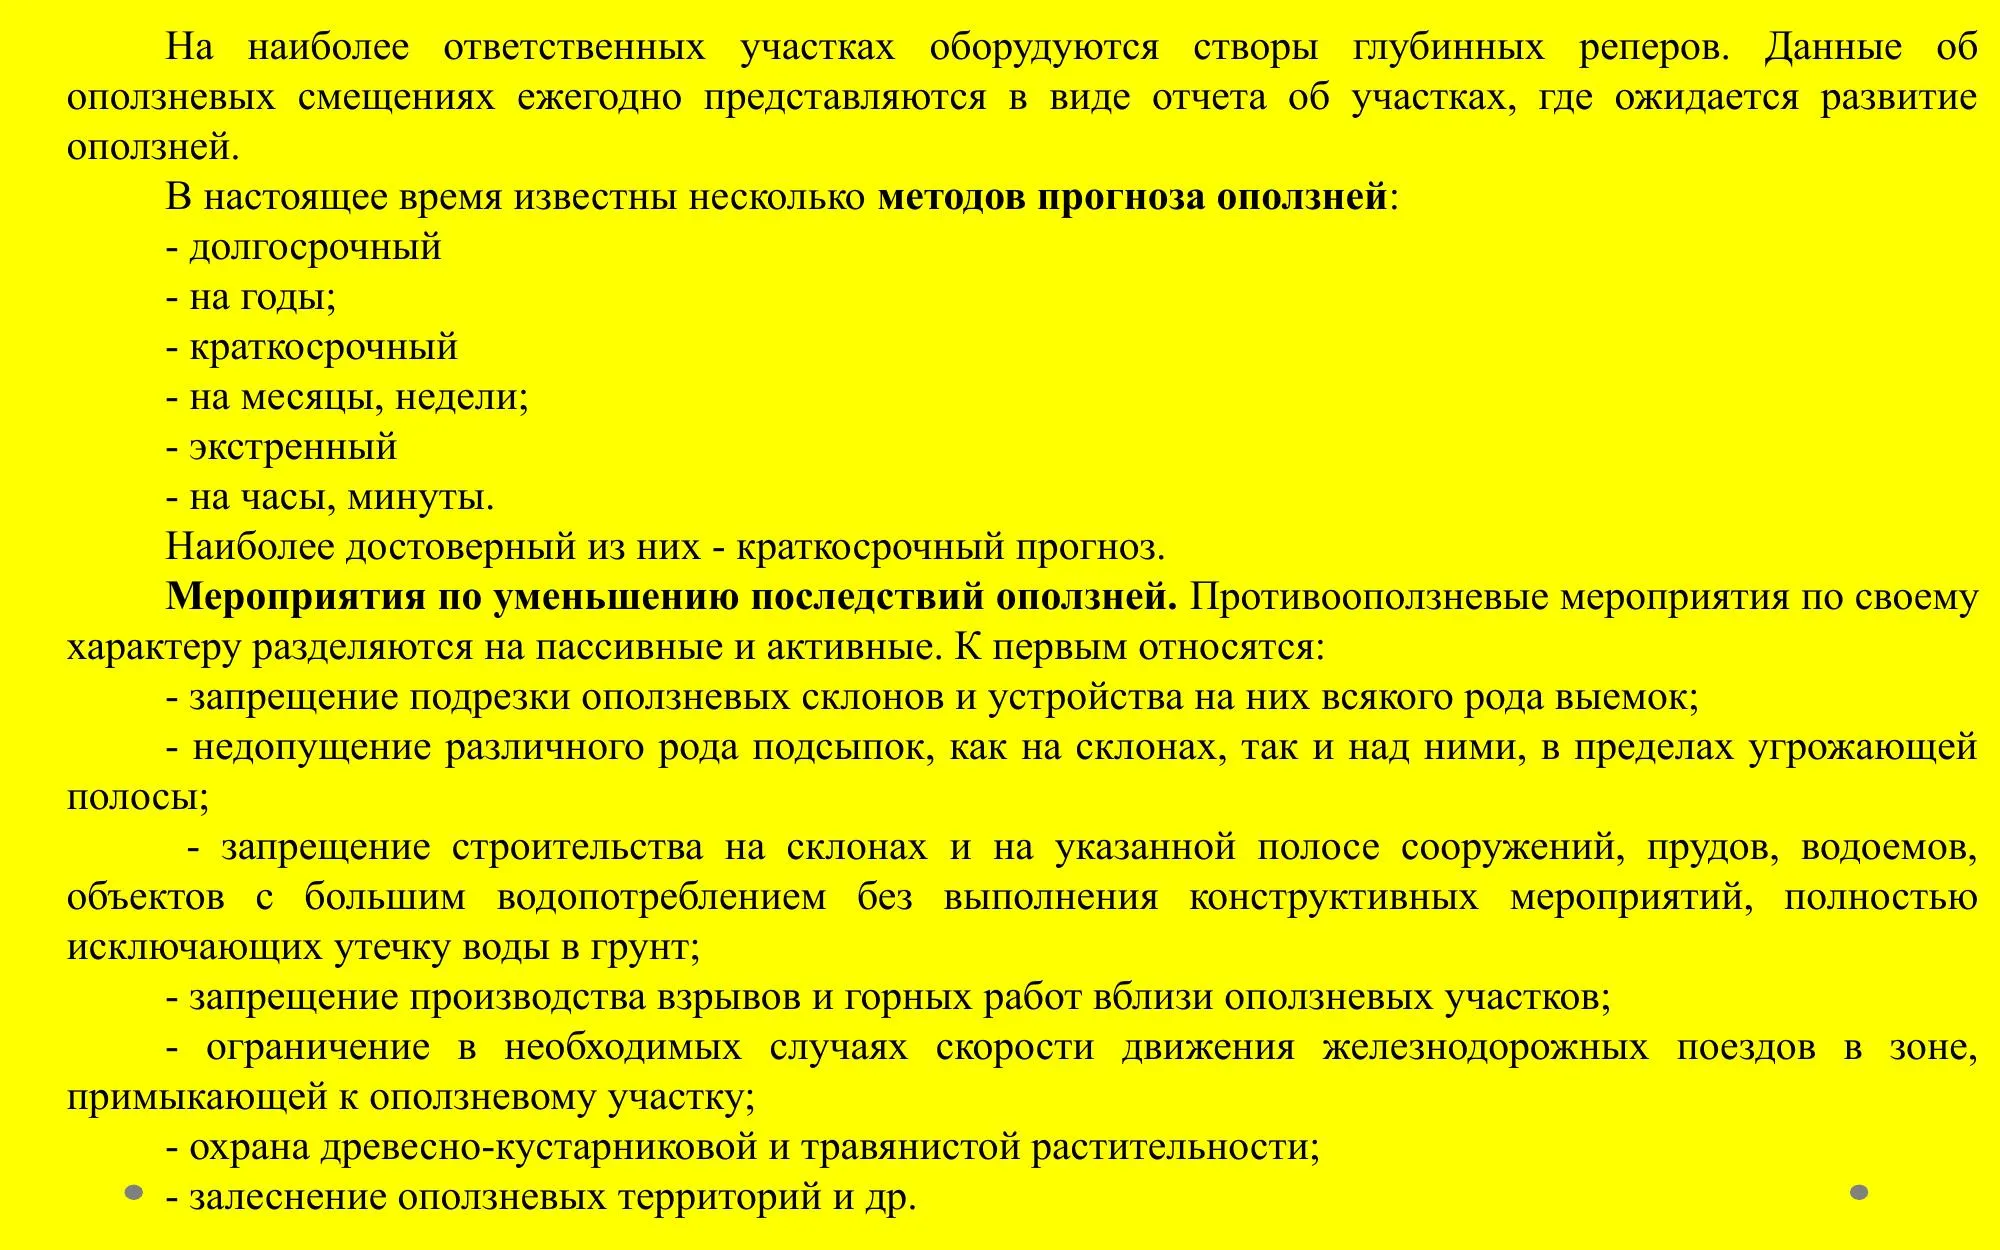 На наиболее ответственных участках оборудуются створы глубинных реперов. Данные об
оползневых смещениях ежегодно представляются в виде отчета об участках, где ожидается развитие
оползней.
В настоящее время известны несколько методов прогноза оползней:
- долгосрочный
- на годы;
- краткосрочный
- на месяцы, недели;
- экстренный
- на часы, минуты.
Наиболее достоверный из них - краткосрочный прогноз.
Мероприятия по уменьшению последствий оползней. Противооползневые мероприятия по своему
характеру разделяются на пассивные и активные. К первым относятся:
- запрещение подрезки оползневых склонов и устройства на них всякого рода выемок;
- недопущение различного рода подсыпок, как на склонах, так и над ними, в пределах угрожающей
полосы;
- запрещение строительства на склонах и на указанной полосе сооружений, прудов, водоемов,
объектов с большим водопотреблением без выполнения конструктивных мероприятий, полностью
исключающих утечку воды в грунт;
- запрещение производства взрывов и горных работ вблизи оползневых участков;
- ограничение в необходимых случаях скорости движения железнодорожных поездов в зоне,
примыкающей к оползневому участку;
- охрана древесно-кустарниковой и травянистой растительности;
- залеснение оползневых территорий и др.